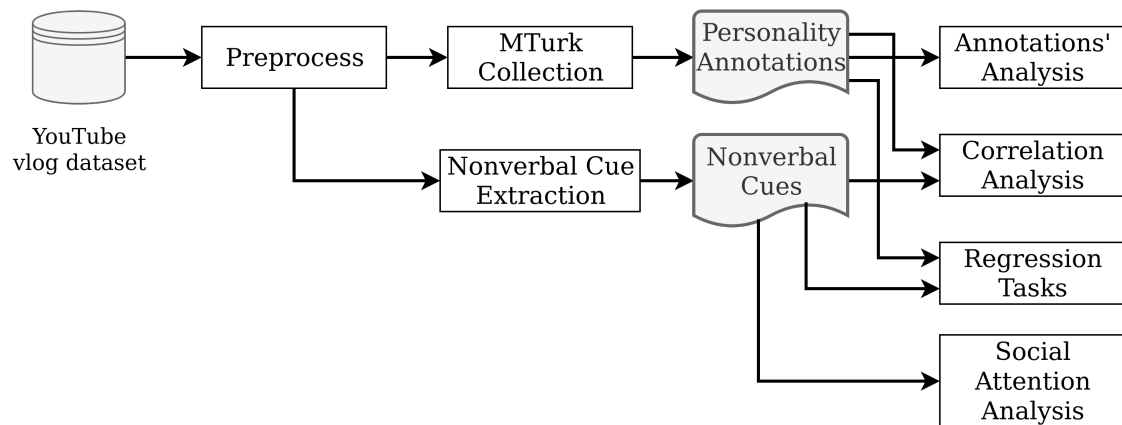 YouTube
vlog dataset
Preprocess
MTurk
Collection
Personality
Annotations
Annotations'
Analysis
Nonverbal Cue
Extraction
Nonverbal
Cues
Correlation
Analysis
Regression
Tasks
Social
Attention
Analysis